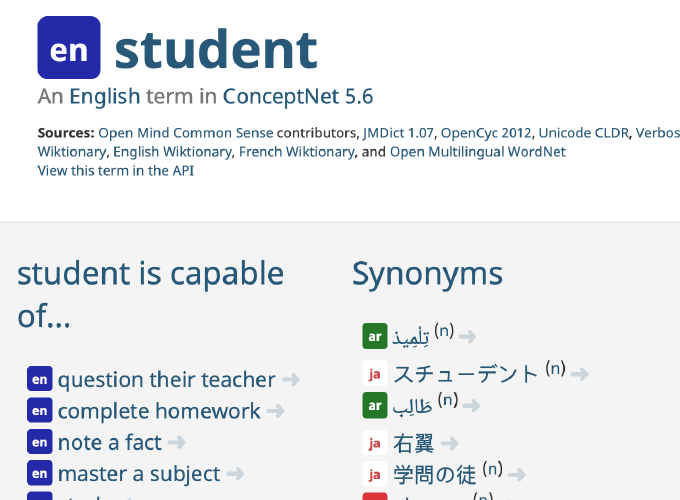 en student
An English term in ConceptNet 5.6
Sources: Open Mind Common Sense contributors, JMDict 1.07, OpenCyc 2012, Unicode CLDR, Verbos
Wiktionary, English Wiktionary, French Wiktionary, and Open Multilingual WordNet
View this term in the API
student is capable
of...
en question their teacher ➜
en complete homework ➜
en note a fact ➜
en master a subject ➜
Synonyms
ar تِلْمِيذ (n) ➜
ja スチューデント (n) ➜
ar طَالِب (n) ➜
ja 右翼 ➜
ja 学問の徒 (n) ➜